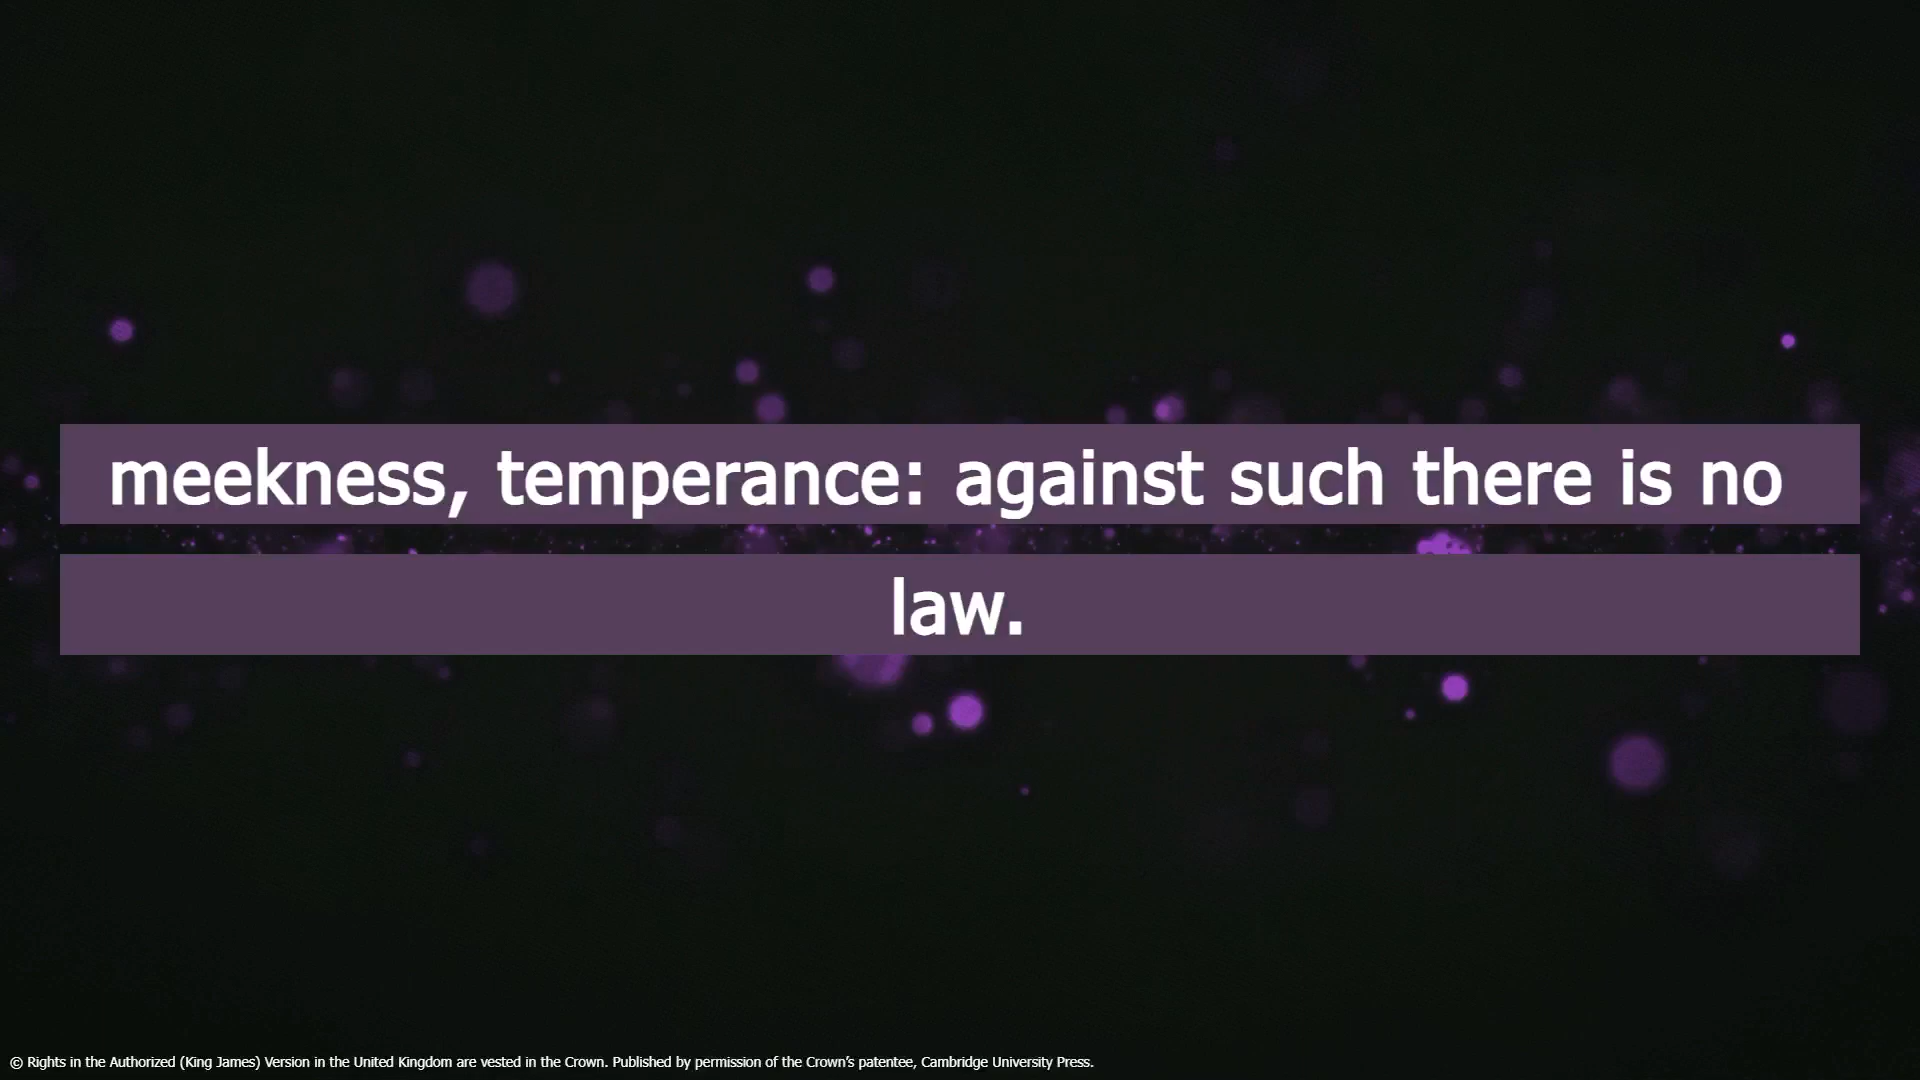 meekness, temperance: against such there is no
law.
© Rights in the Authorized (King James) Version in the United Kingdom are vested in the Crown. Published by permission of the Crown’s patentee, Cambridge University Press.